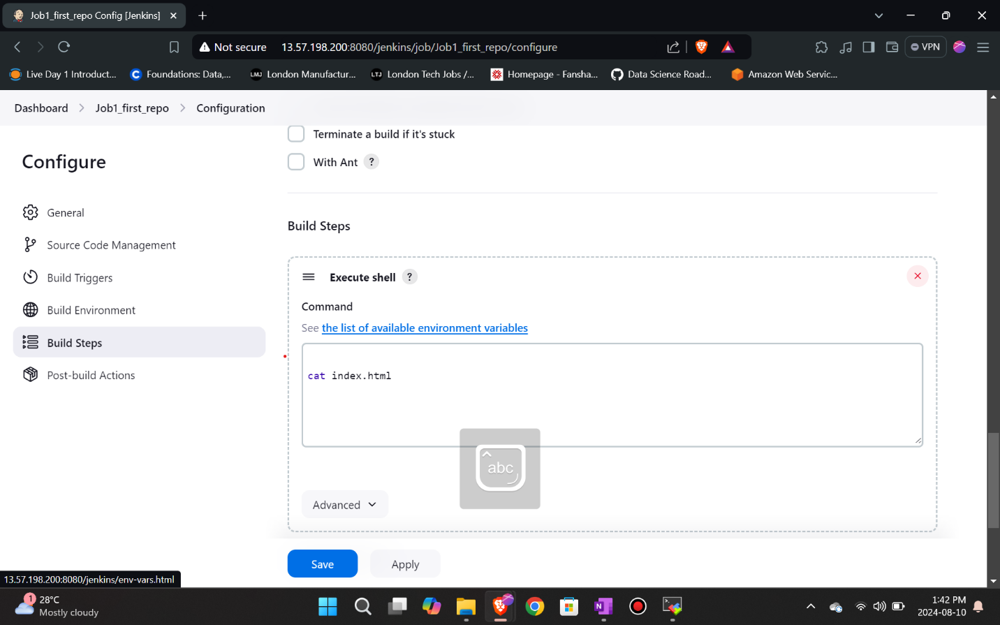 Job1_first_repo Config [Jenkins]
Not secure 13.57.198.200:8080/jenkins/job/Job1_first_repo/configure
VPN
Live Day 1 Introduct...
Foundations: Data,...
LMJ London Manufactur...
LTJ London Tech Jobs /...
Homepage - Fansha...
Data Science Road...
Amazon Web Servic...
Dashboard > Job1_first_repo > Configuration
Configure
General
Source Code Management
Build Triggers
Build Environment
Build Steps
Post-build Actions
Terminate a build if it's stuck
With Ant ?
Build Steps
Execute shell ?
Command
See the list of available environment variables
cat index.html
abc
Advanced
Save
Apply
13.57.198.200:8080/jenkins/env-vars.html
1
28°C
Mostly cloudy
1:42 PM
2024-08-10